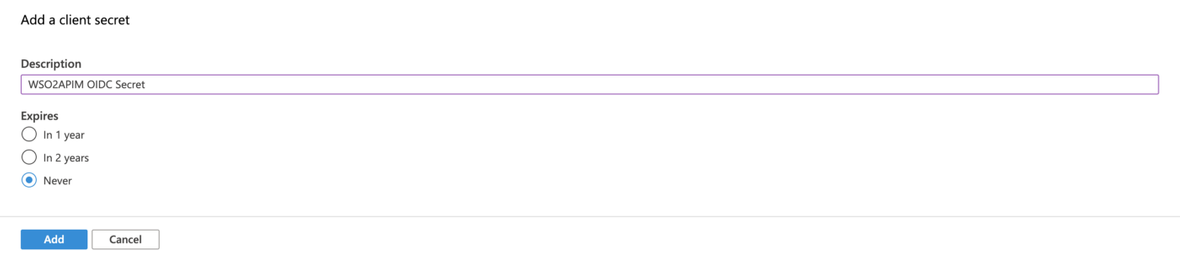 Add a client secret
Description
WSO2APIM OIDC Secret
Expires
In 1 year
In 2 years
Never
Add Cancel